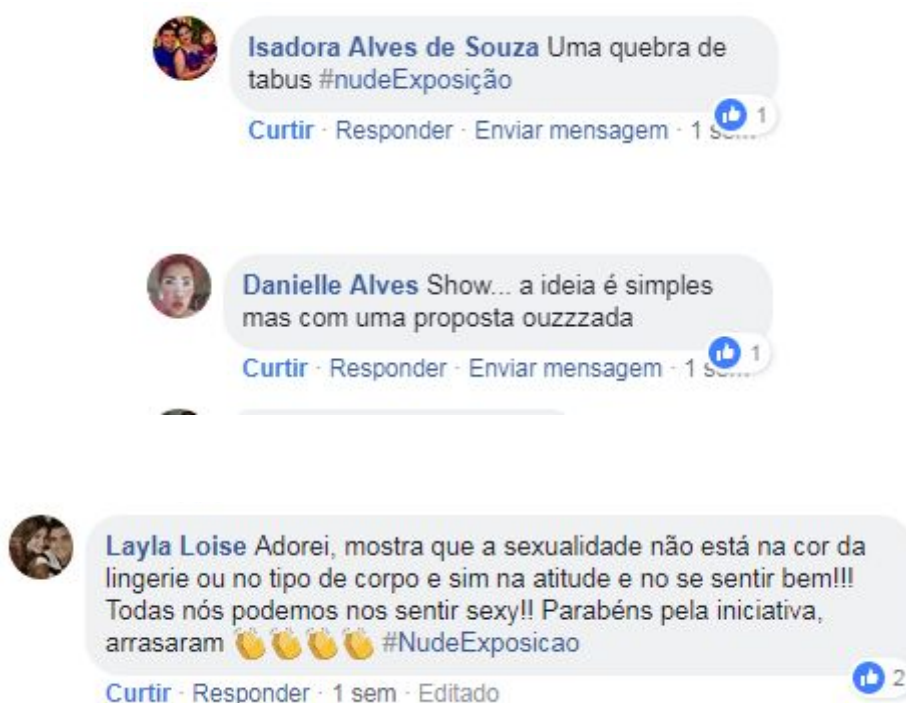 Isadora Alves de Souza Uma quebra de
tabus #nudeExposição
Curtir · Responder · Enviar mensagem · 1
1
Danielle Alves Show... a ideia é simples
mas com uma proposta ouzzzada
Curtir · Responder · Enviar mensagem · 1
1
Layla Loise Adorei, mostra que a sexualidade não está na cor da
lingerie ou no tipo de corpo e sim na atitude e no se sentir bem!!!
Todas nós podemos nos sentir sexy!! Parabéns pela iniciativa,
arrasaram 👏👏👏👏 #NudeExposicao
2
Curtir · Responder · 1 sem · Editado